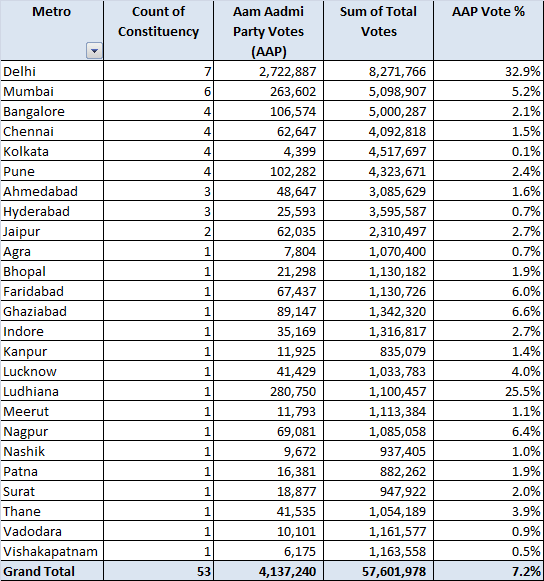 Metro Count of Constituency Aam Aadmi Party Votes (AAP) Sum of Total Votes AAP Vote %
Delhi 7 2,722,887 8,271,766 32.9%
Mumbai 6 263,602 5,098,907 5.2%
Bangalore 4 106,574 5,000,287 2.1%
Chennai 4 62,647 4,092,818 1.5%
Kolkata 4 4,399 4,517,697 0.1%
Pune 4 102,282 4,323,671 2.4%
Ahmedabad 3 48,647 3,085,629 1.6%
Hyderabad 3 25,593 3,595,587 0.7%
Jaipur 2 62,035 2,310,497 2.7%
Agra 1 7,804 1,070,400 0.7%
Bhopal 1 21,298 1,130,182 1.9%
Faridabad 1 67,437 1,130,726 6.0%
Ghaziabad 1 89,147 1,342,320 6.6%
Indore 1 35,169 1,316,817 2.7%
Kanpur 1 11,925 835,079 1.4%
Lucknow 1 41,429 1,033,783 4.0%
Ludhiana 1 280,750 1,100,457 25.5%
Meerut 1 11,793 1,113,384 1.1%
Nagpur 1 69,081 1,085,058 6.4%
Nashik 1 9,672 937,405 1.0%
Patna 1 16,381 882,262 1.9%
Surat 1 18,877 947,922 2.0%
Thane 1 41,535 1,054,189 3.9%
Vadodara 1 10,101 1,161,577 0.9%
Vishakapatnam 1 6,175 1,163,558 0.5%
Grand Total 53 4,137,240 57,601,978 7.2%